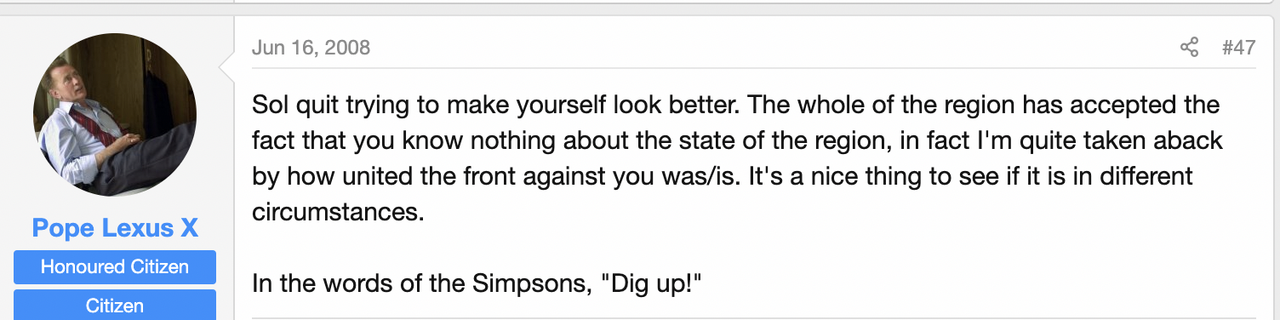 Jun 16, 2008
#47
Sol quit trying to make yourself look better. The whole of the region has accepted the
fact that you know nothing about the state of the region, in fact I'm quite taken aback
by how united the front against you was/is. It's a nice thing to see if it is in different
circumstances.
In the words of the Simpsons, "Dig up!"
Pope Lexus X
Honoured Citizen
Citizen